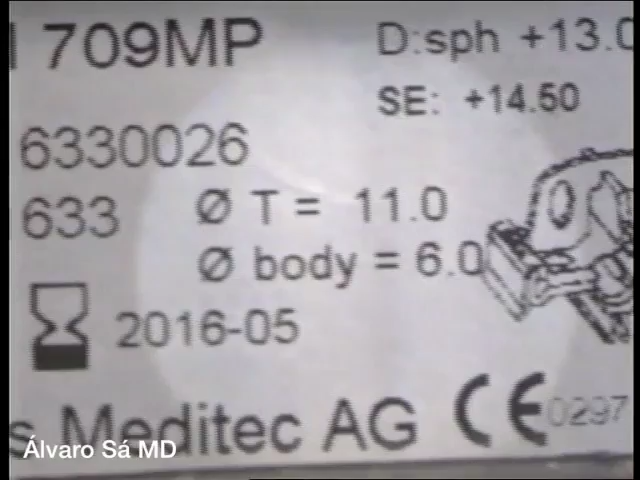 709MP
D:sph +13.0
SE: +14.50
6330026
633
Ø T = 11.0
Ø body = 6.0
2016-05
s Meditec AG
CE 0297
Álvaro Sá MD